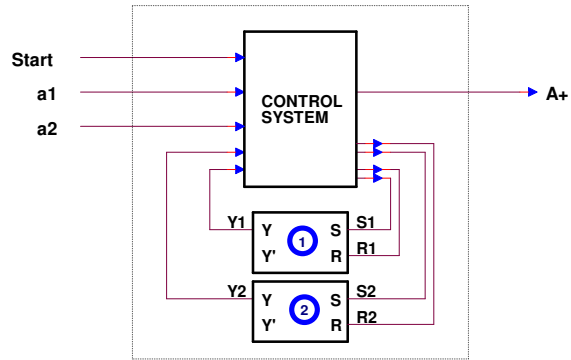 Start
a1
a2
CONTROL
SYSTEM
A+
Y1
Y S
S1
1
Y' R
R1
Y2
Y S
S2
2
Y' R
R2